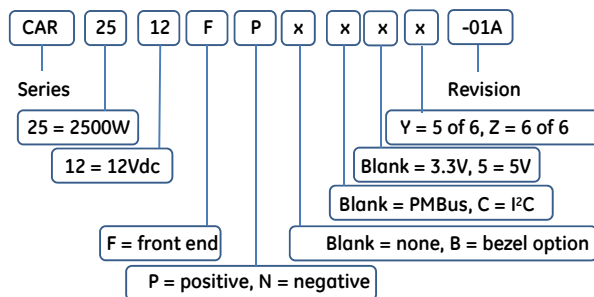 CAR 25 12 F P x x x x -01A
Series Revision
25 = 2500W Y = 5 of 6, Z = 6 of 6
12 = 12Vdc Blank = 3.3V, 5 = 5V
Blank = PMBus, C = I²C
F = front end Blank = none, B = bezel option
P = positive, N = negative